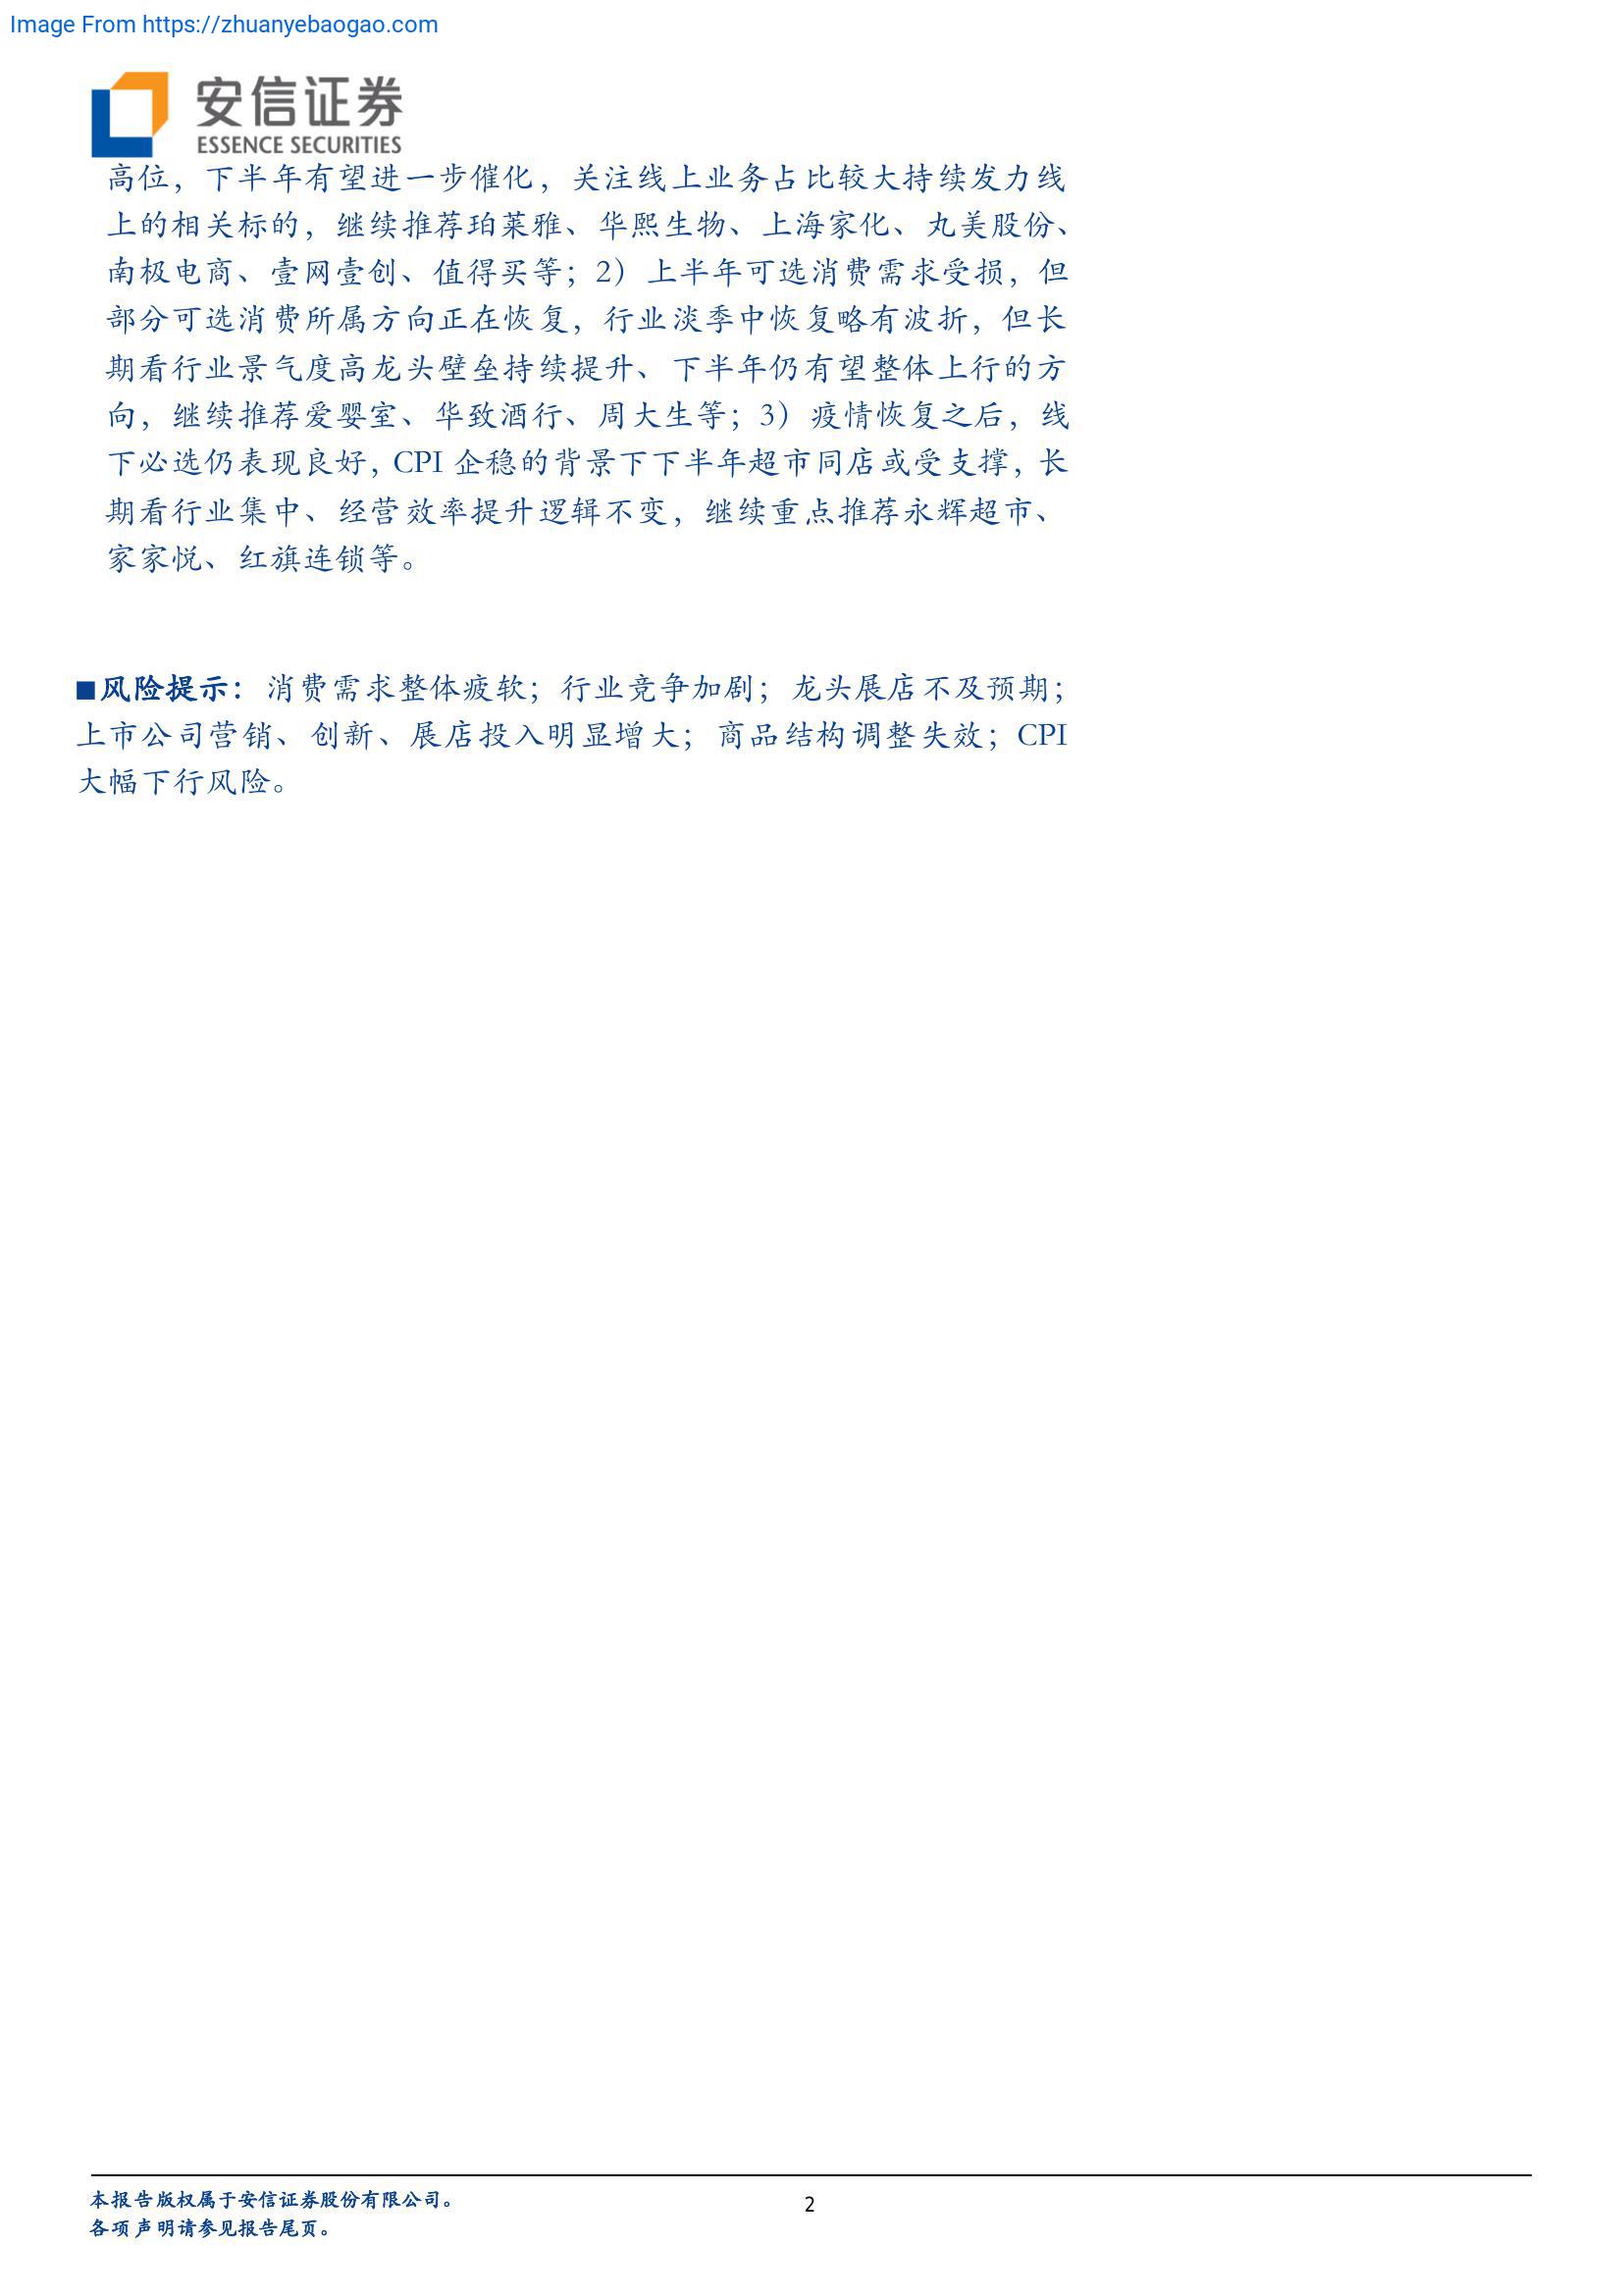 Image From https://zhuanyebaogao.com
安信证券
ESSENCE SECURITIES
高位，下半年有望进一步催化，关注线上业务占比较大持续发力线
上的相关标的，继续推荐珀莱雅、华熙生物、上海家化、丸美股份、
南极电商、壹网壹创、值得买等；2）上半年可选消费需求受损，但
部分可选消费所属方向正在恢复，行业淡季中恢复略有波折，但长
期看行业景气度高龙头壁垒持续提升、下半年仍有望整体上行的方
向，继续推荐爱婴室、华致酒行、周大生等；3）疫情恢复之后，线
下必选仍表现良好，CPI 企稳的背景下下半年超市同店或受支撑，长
期看行业集中、经营效率提升逻辑不变，继续重点推荐永辉超市、
家家悦、红旗连锁等。
■风险提示：消费需求整体疲软；行业竞争加剧；龙头展店不及预期；
上市公司营销、创新、展店投入明显增大；商品结构调整失效；CPI
大幅下行风险。
本报告版权属于安信证券股份有限公司。
2
各项声明请参见报告尾页。